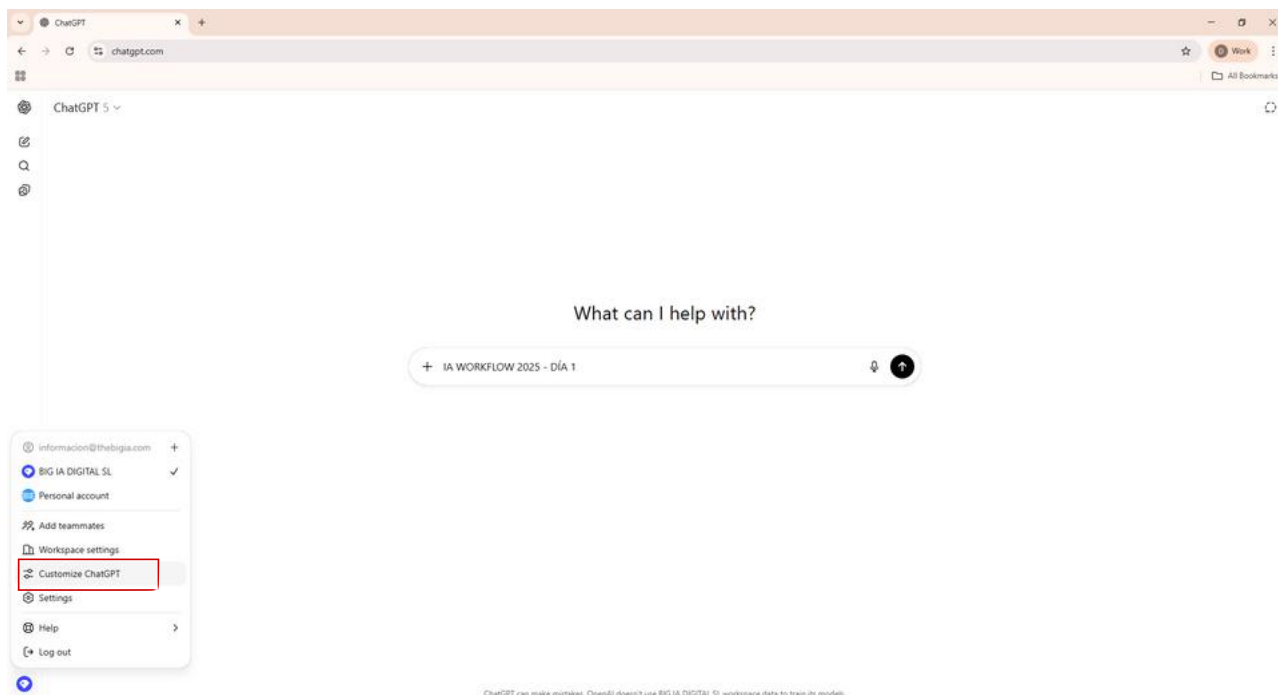 ChatGPT
chatgpt.com
Work
All Bookmarks
ChatGPT 5
What can I help with?
IA WORKFLOW 2025 - DÍA 1
informacion@thebigia.com
BIG IA DIGITAL SL
Personal account
Add teammates
Workspace settings
Customize ChatGPT
Settings
Help
Log out
ChatGPT can make mistakes. OpenAI doesn't use BIG IA DIGITAL SL workspace data to train its models.